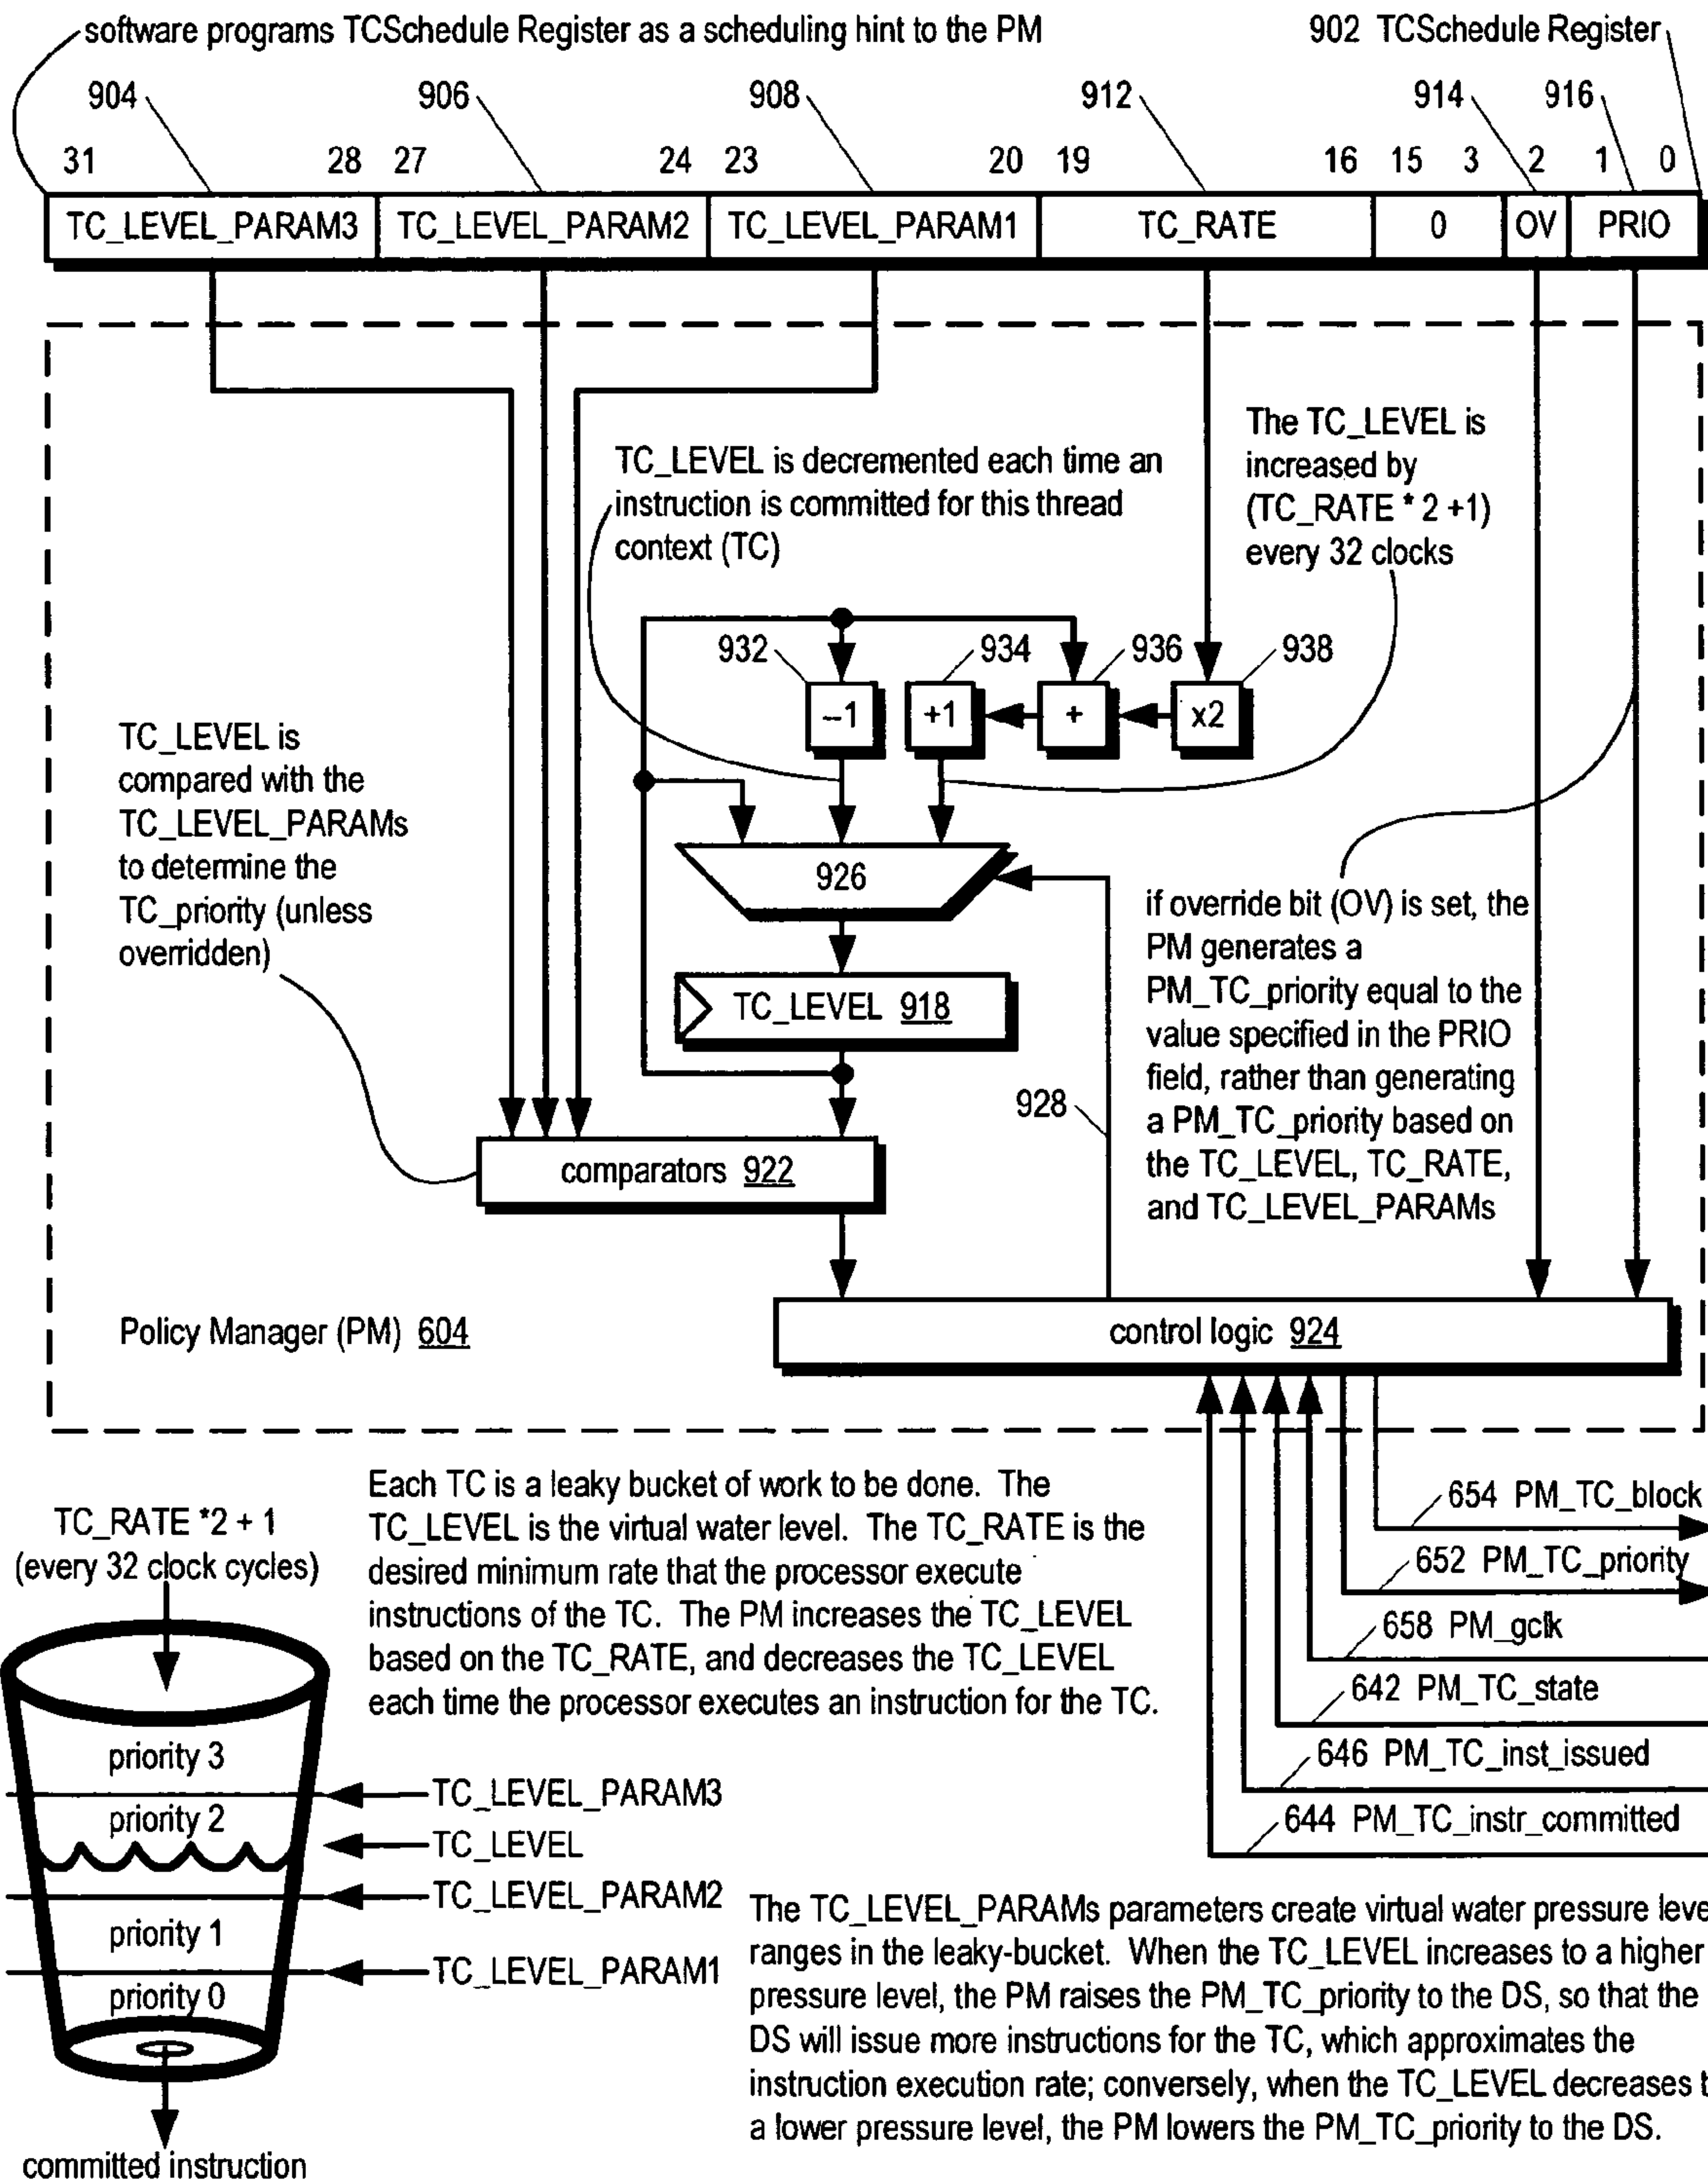 software programs TCSchedule Register as a scheduling hint to the PM
902 TCSchedule Register
904 906 908 912 914 916
31 28 27 24 23 20 19 16 15 3 2 1 0
TC_LEVEL_PARAM3 TC_LEVEL_PARAM2 TC_LEVEL_PARAM1 TC_RATE 0 OV PRIO
TC_LEVEL is decremented each time an
instruction is committed for this thread
context (TC)
The TC_LEVEL is
increased by
(TC_RATE * 2 +1)
every 32 clocks
932 934 936 938
–1 +1 + x2
TC_LEVEL is
compared with the
TC_LEVEL_PARAMs
to determine the
TC_priority (unless
overridden)
926
TC_LEVEL 918
928
comparators 922
if override bit (OV) is set, the
PM generates a
PM_TC_priority equal to the
value specified in the PRIO
field, rather than generating
a PM_TC_priority based on
the TC_LEVEL, TC_RATE,
and TC_LEVEL_PARAMs
Policy Manager (PM) 604
control logic 924
654 PM_TC_block
652 PM_TC_priority
658 PM_gclk
642 PM_TC_state
646 PM_TC_inst_issued
644 PM_TC_instr_committed
Each TC is a leaky bucket of work to be done. The
TC_LEVEL is the virtual water level. The TC_RATE is the
desired minimum rate that the processor execute
instructions of the TC. The PM increases the TC_LEVEL
based on the TC_RATE, and decreases the TC_LEVEL
each time the processor executes an instruction for the TC.
TC_RATE *2 + 1
(every 32 clock cycles)
priority 3
TC_LEVEL_PARAM3
priority 2
TC_LEVEL
TC_LEVEL_PARAM2
priority 1
TC_LEVEL_PARAM1
priority 0
committed instruction
The TC_LEVEL_PARAMs parameters create virtual water pressure leve
ranges in the leaky-bucket. When the TC_LEVEL increases to a higher
pressure level, the PM raises the PM_TC_priority to the DS, so that the
DS will issue more instructions for the TC, which approximates the
instruction execution rate; conversely, when the TC_LEVEL decreases
a lower pressure level, the PM lowers the PM_TC_priority to the DS.